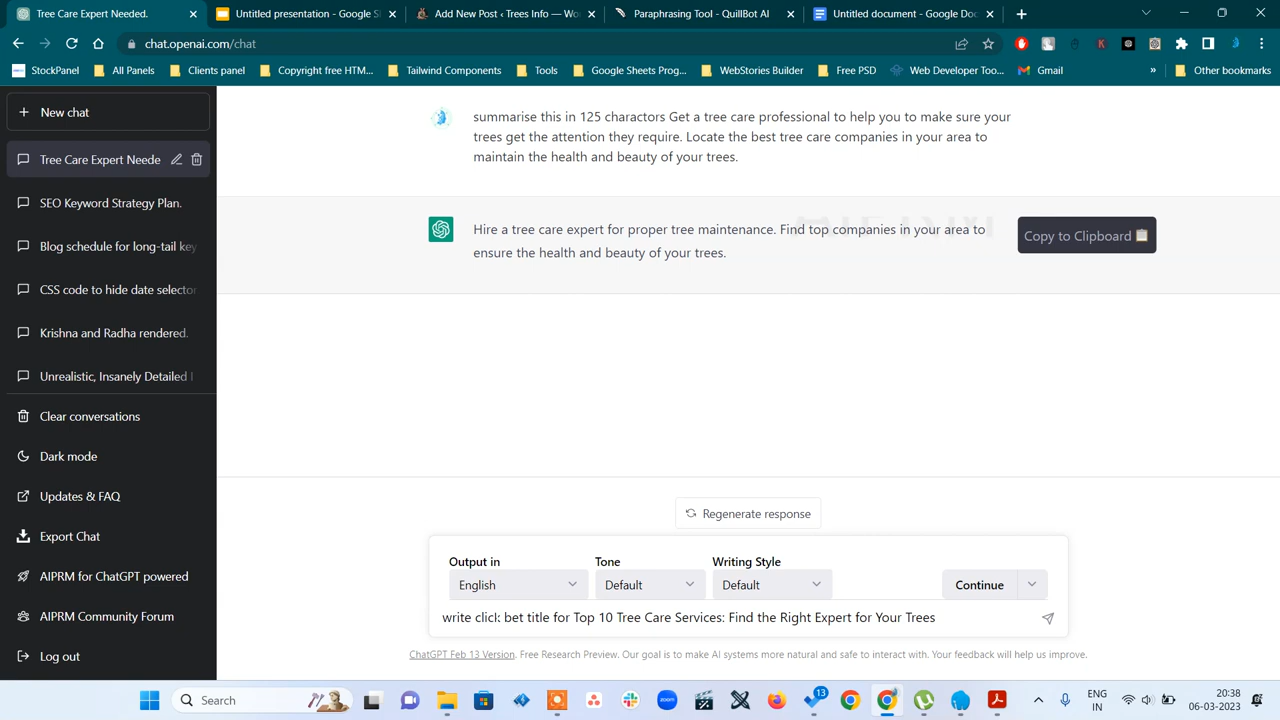 Tree Care Expert Needed.
Untitled presentation - Google Sl
Add New Post ‹ Trees Info — Wo
Paraphrasing Tool - QuillBot AI
Untitled document - Google Doc
chat.openai.com/chat
StockPanel
All Panels
Clients panel
Copyright free HTM...
Tailwind Components
Tools
Google Sheets Prog...
WebStories Builder
Free PSD
Web Developer Too...
Gmail
»
Other bookmarks
+ New chat
Tree Care Expert Neede
SEO Keyword Strategy Plan.
Blog schedule for long-tail key
CSS code to hide date selector
Krishna and Radha rendered.
Unrealistic, Insanely Detailed
Clear conversations
Dark mode
Updates & FAQ
Export Chat
AIPRM for ChatGPT powered
AIPRM Community Forum
Log out
summarise this in 125 charactors Get a tree care professional to help you to make sure your
trees get the attention they require. Locate the best tree care companies in your area to
maintain the health and beauty of your trees.
Hire a tree care expert for proper tree maintenance. Find top companies in your area to
ensure the health and beauty of your trees.
Copy to Clipboard
Regenerate response
Output in
Tone
Writing Style
English
Default
Default
Continue
write click bet title for Top 10 Tree Care Services: Find the Right Expert for Your Trees
ChatGPT Feb 13 Version. Free Research Preview. Our goal is to make AI systems more natural and safe to interact with. Your feedback will help us improve.
Search
zoom
13
ENG
IN
20:38
06-03-2023